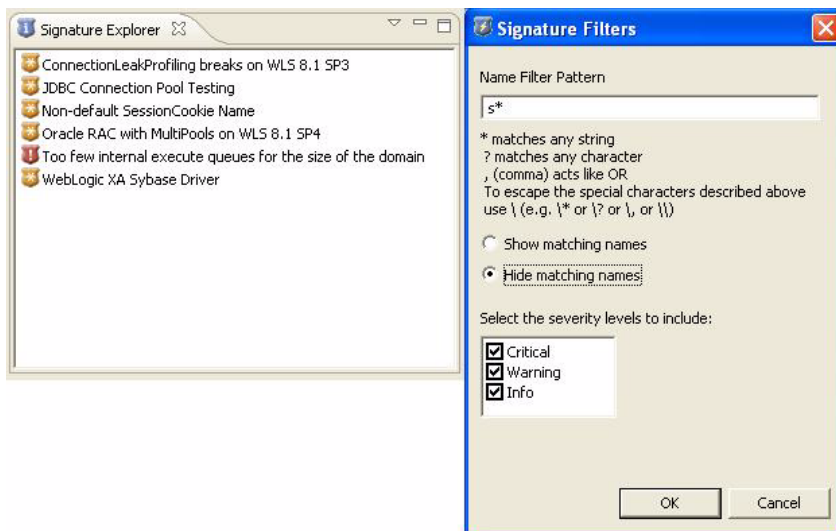 Signature Explorer
ConnectionLeakProfiling breaks on WLS 8.1 SP3
JDBC Connection Pool Testing
Non-default SessionCookie Name
Oracle RAC with MultiPools on WLS 8.1 SP4
Too few internal execute queues for the size of the domain
WebLogic XA Sybase Driver
Signature Filters
Name Filter Pattern
s*
* matches any string
? matches any character
, (comma) acts like OR
To escape the special characters described above
use \ (e.g. \* or \? or \, or \\)
Show matching names
Hide matching names
Select the severity levels to include:
Critical
Warning
Info
OK
Cancel